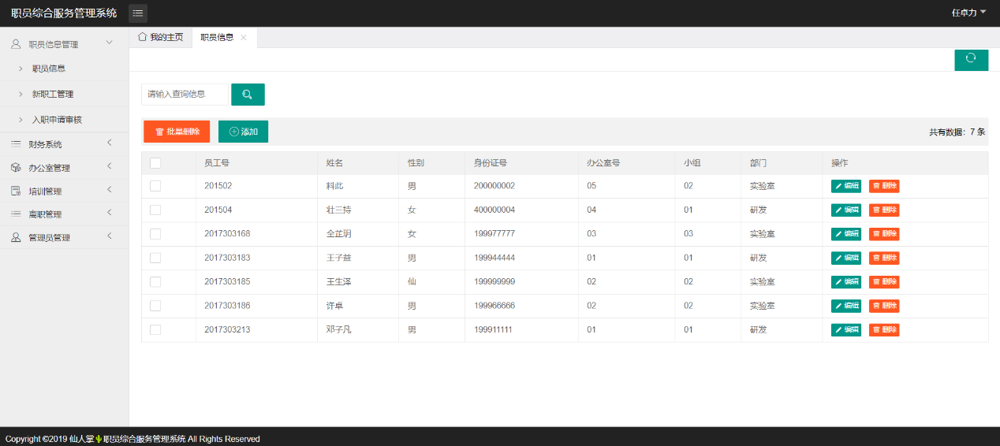 职员综合服务管理系统 任卓力
职员信息管理
职员信息
新职工管理
入职申请审核
财务系统
办公室管理
培训管理
离职管理
管理员管理
我的主页 职员信息
请输入查询信息
批量删除 添加 共有数据：7 条
员工号 姓名 性别 身份证号 办公室号 小组 部门 操作
201502 料此 男 200000002 05 02 实验室 编辑 删除
201504 壮三持 女 400000004 04 01 研发 编辑 删除
2017303168 全芷玥 女 199977777 03 03 实验室 编辑 删除
2017303183 王子益 男 199944444 01 01 研发 编辑 删除
2017303185 王生泽 仙 199999999 02 02 实验室 编辑 删除
2017303186 许卓 男 199966666 02 02 实验室 编辑 删除
2017303213 邓子凡 男 199911111 01 01 研发 编辑 删除
Copyright ©2019 仙人掌🌵职员综合服务管理系统 All Rights Reserved